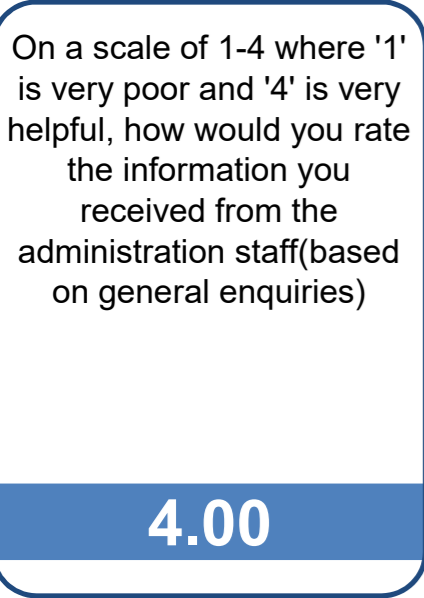 On a scale of 1-4 where '1'
is very poor and '4' is very
helpful, how would you rate
the information you
received from the
administration staff(based
on general enquiries)
4.00